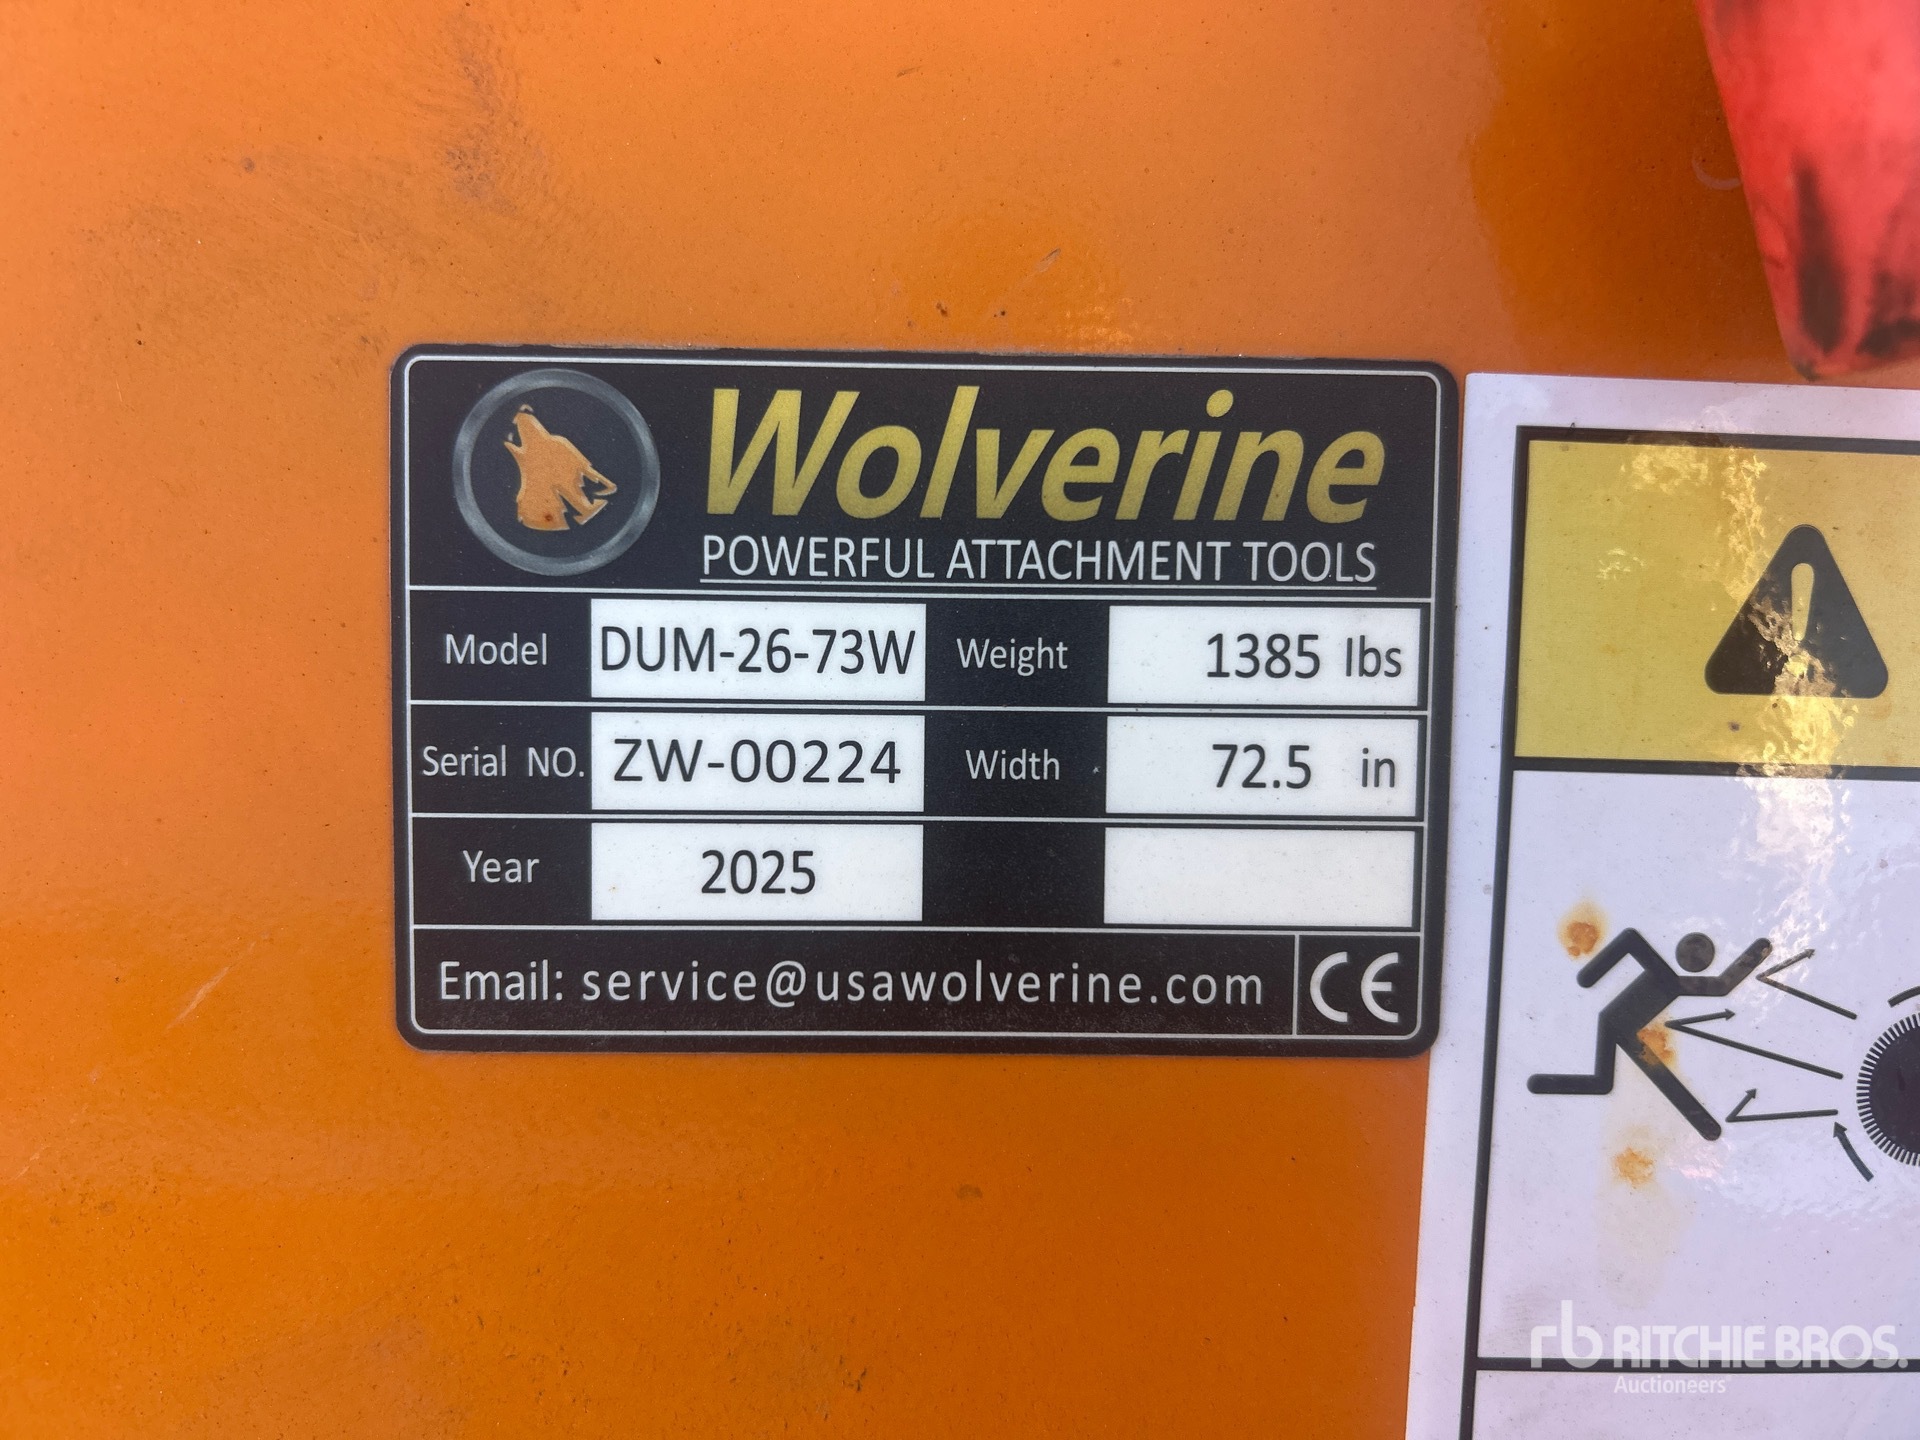 Wolverine
POWERFUL ATTACHMENT TOOLS
Model DUM-26-73W Weight 1385 lbs
Serial NO. ZW-00224 Width 72.5 in
Year 2025
Email: service@usawolverine.com CE
rb RITCHIE BROS.
Auctioneers